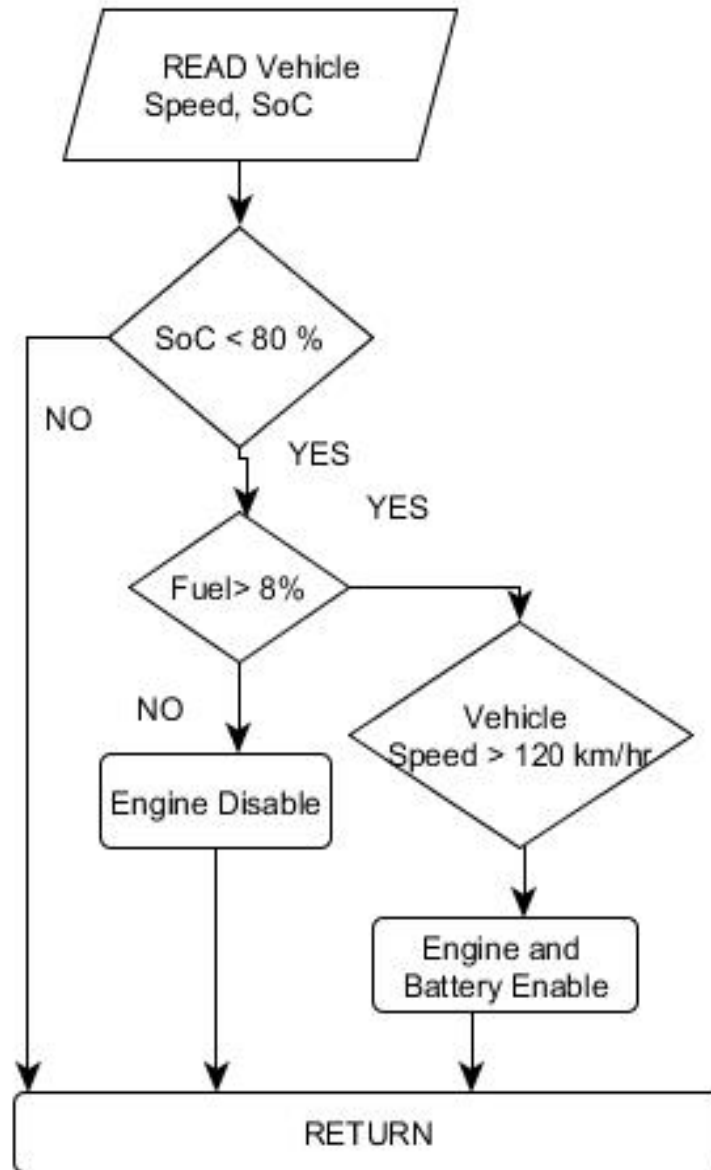 READ Vehicle
Speed, SoC
SoC < 80 %
NO
YES
YES
Fuel> 8%
NO
Vehicle
Speed > 120 km/hr
Engine Disable
Engine and
Battery Enable
RETURN